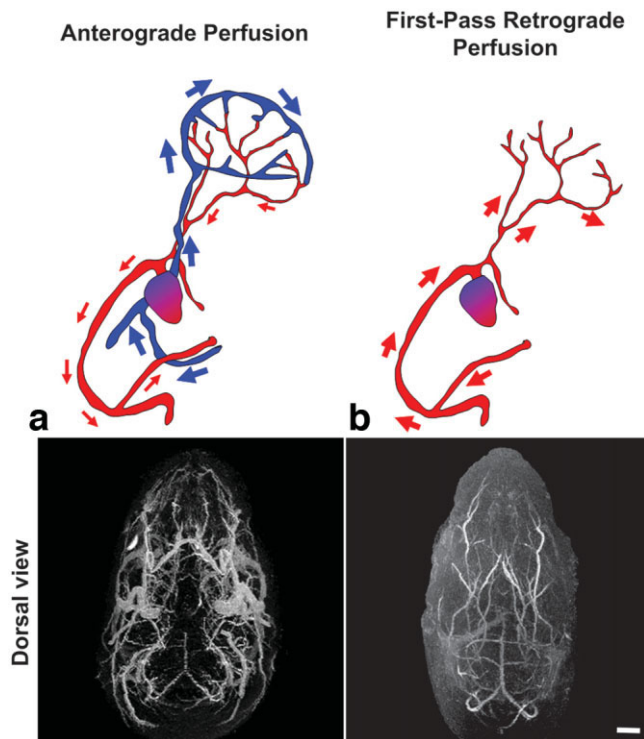 Anterograde Perfusion
First-Pass Retrograde
Perfusion
a
b
Dorsal view